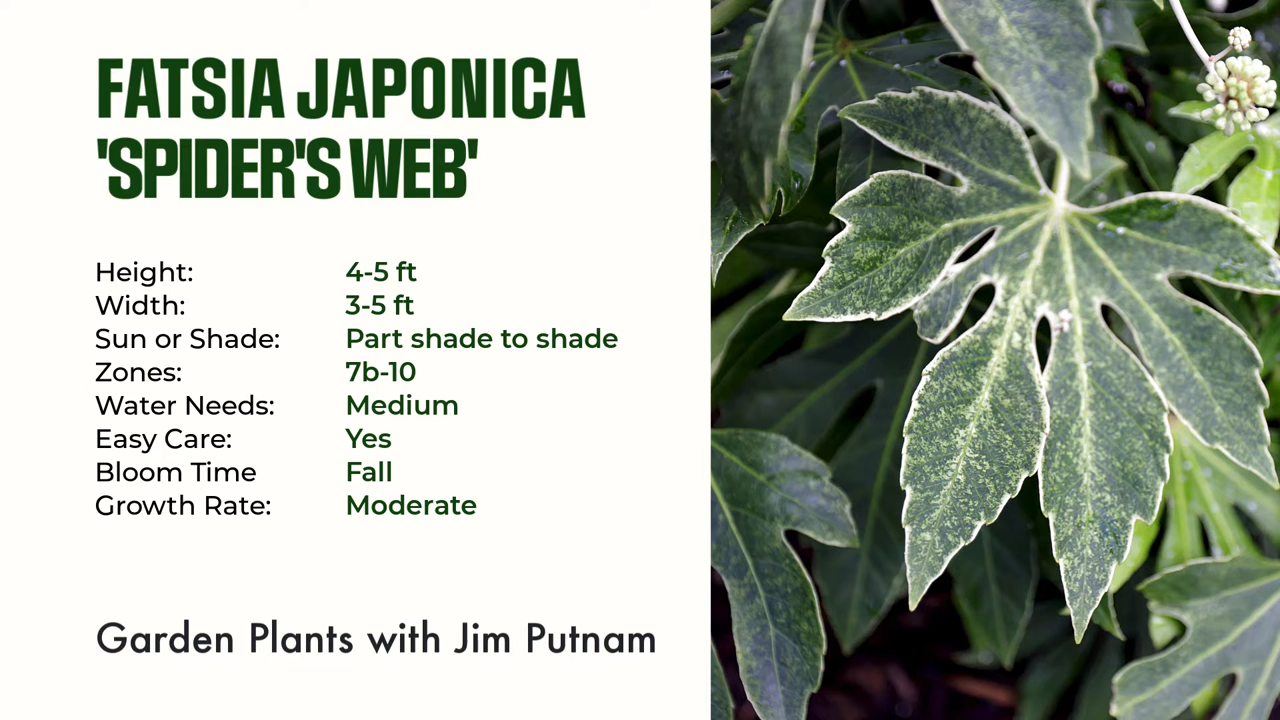 FATSIA JAPONICA
'SPIDER'S WEB'
Height: 4-5 ft
Width: 3-5 ft
Sun or Shade: Part shade to shade
Zones: 7b-10
Water Needs: Medium
Easy Care: Yes
Bloom Time Fall
Growth Rate: Moderate
Garden Plants with Jim Putnam